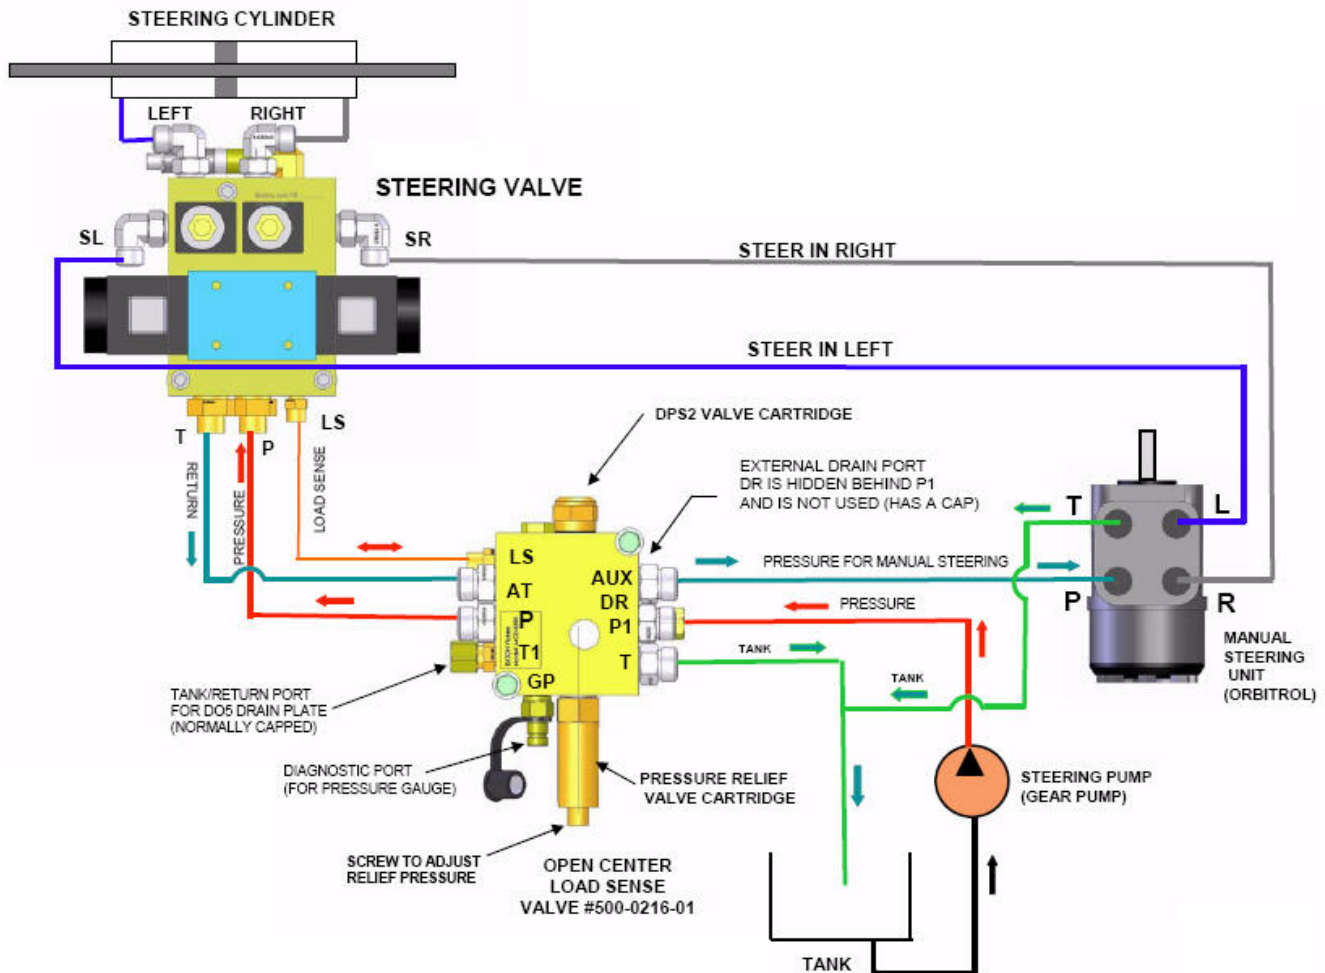 STEERING CYLINDER
LEFT
RIGHT
STEERING VALVE
SL
SR
STEER IN RIGHT
STEER IN LEFT
T
P
LS
RETURN
PRESSURE
LOAD SENSE
DPS2 VALVE CARTRIDGE
EXTERNAL DRAIN PORT
DR IS HIDDEN BEHIND P1
AND IS NOT USED (HAS A CAP)
T
L
P
R
LS
AT
P
T1
GP
AUX
DR
P1
T
PRESSURE FOR MANUAL STEERING
PRESSURE
TANK
TANK
MANUAL
STEERING
UNIT
(ORBITROL)
TANK/RETURN PORT
FOR DO5 DRAIN PLATE
(NORMALLY CAPPED)
DIAGNOSTIC PORT
(FOR PRESSURE GAUGE)
PRESSURE RELIEF
VALVE CARTRIDGE
STEERING PUMP
(GEAR PUMP)
SCREW TO ADJUST
RELIEF PRESSURE
OPEN CENTER
LOAD SENSE
VALVE #500-0216-01
TANK